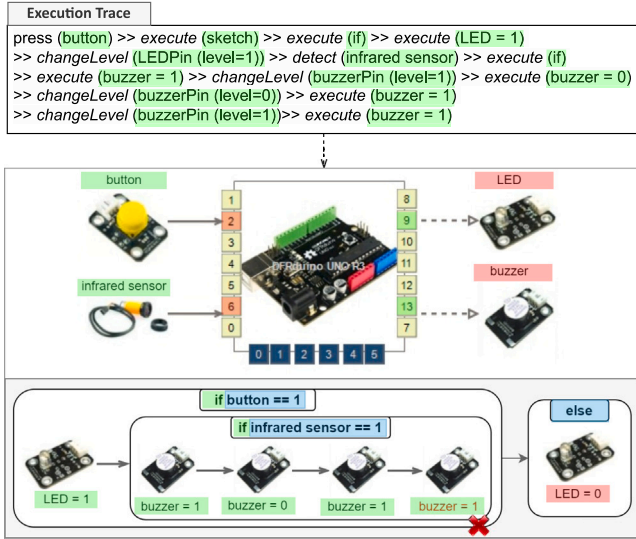 Execution Trace
press (button) >> execute (sketch) >> execute (if) >> execute (LED = 1)
>> changeLevel (LEDPin (level=1)) >> detect (infrared sensor) >> execute (if)
>> execute (buzzer = 1) >> changeLevel (buzzerPin (level=1)) >> execute (buzzer = 0)
>> changeLevel (buzzerPin (level=0)) >> execute (buzzer = 1)
>> changeLevel (buzzerPin (level=1))>> execute (buzzer = 1)
button
LED
1
2
3
4
5
6
0
DFRduino UNO R3
8
9
10
11
12
13
7
infrared sensor
buzzer
0 1 2 3 4 5
if button == 1
else
if infrared sensor == 1
LED = 1
buzzer = 1
buzzer = 0
buzzer = 1
buzzer = 1
LED = 0